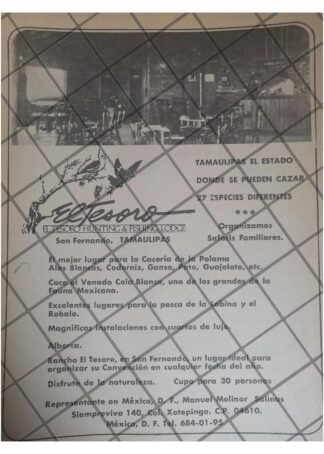 TAMAULIPAS EL ESTADO
DONDE SE PUEDEN CAZAR
27 ESPECIES DIFERENTES
El Tesoro
EL TESORO HUNTING & FISHING LODGE
San Fernando, TAMAULIPAS
Organizamos
Safaris Familiares.
El mejor lugar para la Cacería de la Paloma
Alas Blancas, Codorniz, Ganso, Pato, Guajolote, etc.
Cace el Venado Cola Blanca, uno de los grandes de la
Fauna Mexicana.
Excelentes lugares para la pesca de la Lobina y el
Robalo.
Magníficas instalaciones con cuartos de lujo.
Alberca.
Rancho El Tesoro, en San Fernando, un lugar ideal para
organizar su Convención en cualquier fecha del año.
Disfrute de la naturaleza. Cupo para 30 personas
Representante en México, D. F., Manuel Molinar Salinas
Siempreviva 140, Col. Xotepingo. C.P. 04610.
México, D. F. Tel. 684-01-95